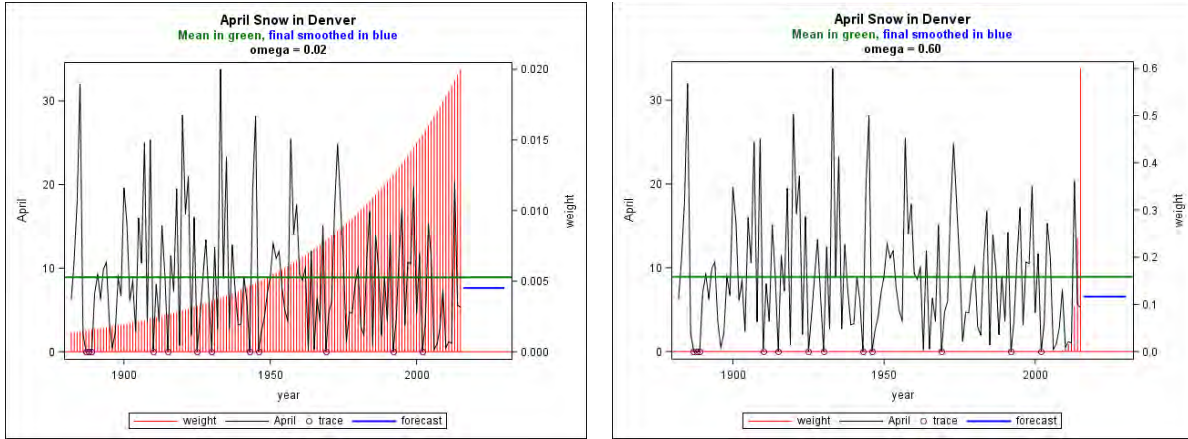 April Snow in Denver
Mean in green, final smoothed in blue
omega = 0.02
April
30
20
10
0
0.020
0.015
0.010
0.005
0.000
weight
1900
1950
2000
year
weight April trace forecast
April Snow in Denver
Mean in green, final smoothed in blue
omega = 0.60
April
30
20
10
0
0.6
0.5
0.4
0.3
0.2
0.1
0.0
weight
1900
1950
2000
year
weight April trace forecast